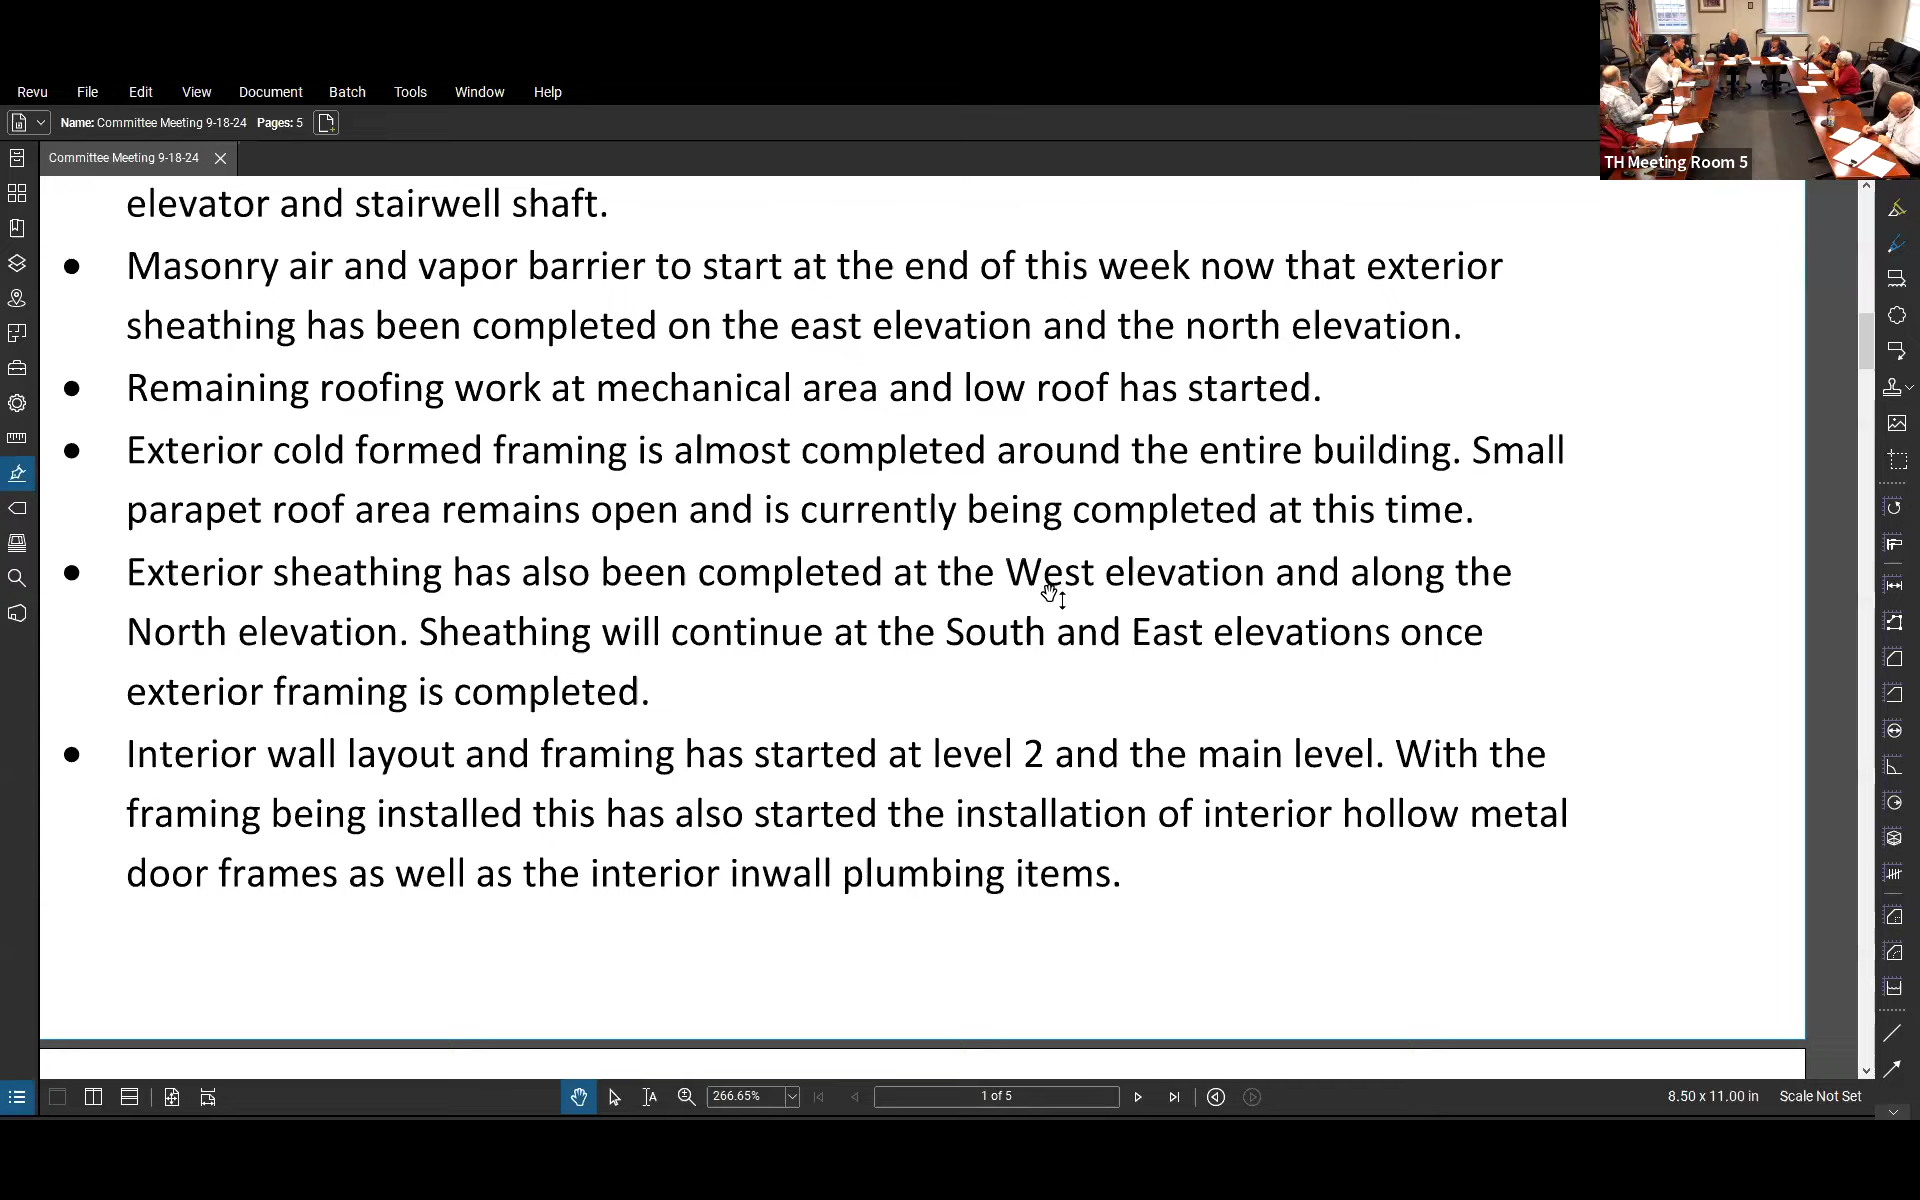 TH Meeting Room 5
Revu File Edit View Document Batch Tools Window Help
Name: Committee Meeting 9-18-24 Pages: 5
Committee Meeting 9-18-24
elevator and stairwell shaft.
• Masonry air and vapor barrier to start at the end of this week now that exterior
sheathing has been completed on the east elevation and the north elevation.
• Remaining roofing work at mechanical area and low roof has started.
• Exterior cold formed framing is almost completed around the entire building. Small
parapet roof area remains open and is currently being completed at this time.
• Exterior sheathing has also been completed at the West elevation and along the
North elevation. Sheathing will continue at the South and East elevations once
exterior framing is completed.
• Interior wall layout and framing has started at level 2 and the main level. With the
framing being installed this has also started the installation of interior hollow metal
door frames as well as the interior inwall plumbing items.
266.65% 1 of 5 8.50 x 11.00 in Scale Not Set